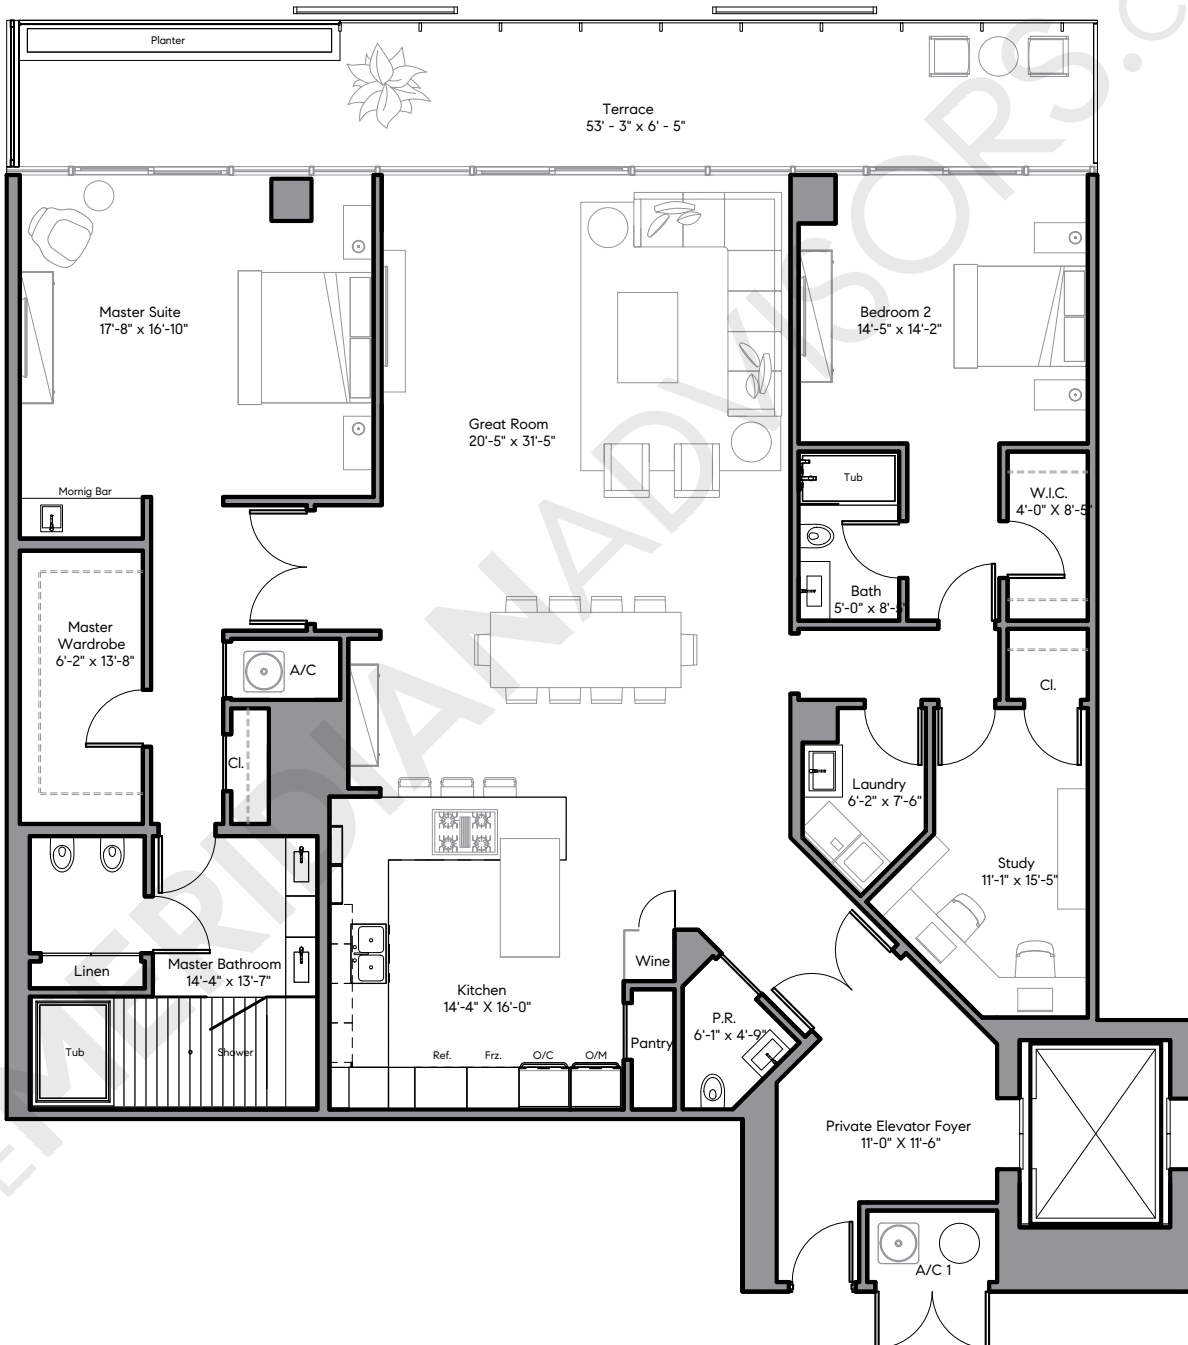 Planter
Terrace
53' - 3" x 6' - 5"
Master Suite
17'-8" x 16'-10"
Bedroom 2
14'-5" x 14'-2"
Great Room
20'-5" x 31'-5"
Mornig Bar
Tub
W.I.C.
4'-0" X 8'-5"
Bath
5'-0" x 8'-5"
Master
Wardrobe
6'-2" x 13'-8"
A/C
Cl.
Cl.
Laundry
6'-2" x 7'-6"
Study
11'-1" x 15'-5"
Linen
Master Bathroom
14'-4" x 13'-7"
Wine
Kitchen
14'-4" X 16'-0"
P.R.
6'-1" x 4'-9"
Tub
Shower
Ref.
Frz.
O/C
O/M
Pantry
Private Elevator Foyer
11'-0" X 11'-6"
A/C 1
EMERIDIANADVISORS.C